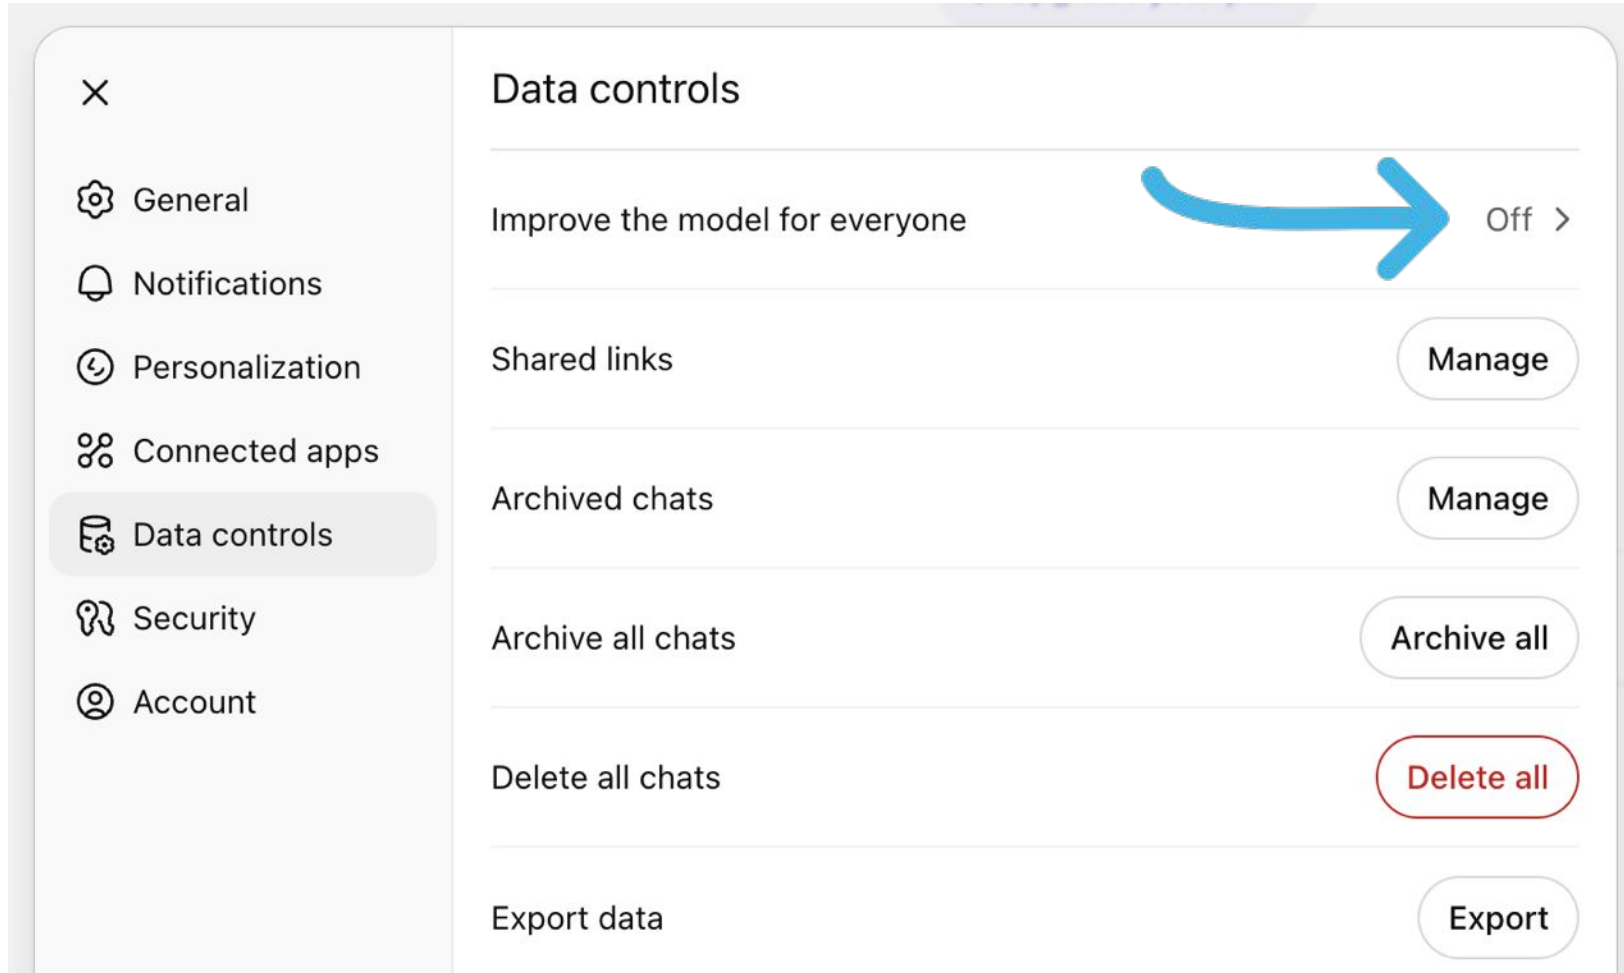 Data controls
General
Notifications
Personalization
Connected apps
Data controls
Security
Account
Improve the model for everyone
Off
Shared links
Manage
Archived chats
Manage
Archive all chats
Archive all
Delete all chats
Delete all
Export data
Export